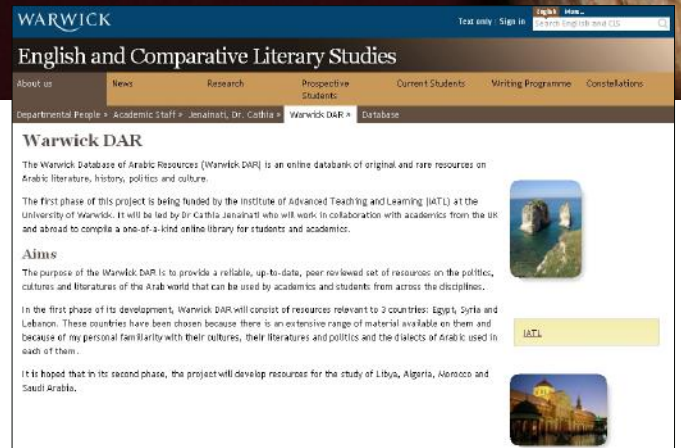 WARWICK
Text only | Sign in
English More...
Search English and CLS
English and Comparative Literary Studies
About us News Research Prospective Students Current Students Writing Programme Constellations
Departmental People » Academic Staff » Jenainati, Dr. Cathia » Warwick DAR » Database
Warwick DAR
The Warwick Database of Arabic Resources (Warwick DAR) is an online databank of original and rare resources on
Arabic literature, history, politics and culture.
The first phase of this project is being funded by the Institute of Advanced Teaching and Learning (IATL) at the
University of Warwick. It will be led by Dr Cathia Jenainati who will work in collaboration with academics from the UK
and abroad to compile a one-of-a-kind online library for students and academics.
Aims
The purpose of the Warwick DAR is to provide a reliable, up-to-date, peer reviewed set of resources on the politics,
cultures and literatures of the Arab world that can be used by academics and students from across the disciplines.
In the first phase of its development, Warwick DAR will consist of resources relevant to 3 countries: Egypt, Syria and
Lebanon. These countries have been chosen because there is an extensive range of material available on them and
because of my personal familiarity with their cultures, their literatures and politics and the dialects of Arabic used in
each of them.
It is hoped that in its second phase, the project will develop resources for the study of Libya, Algeria, Morocco and
Saudi Arabia.
IATL